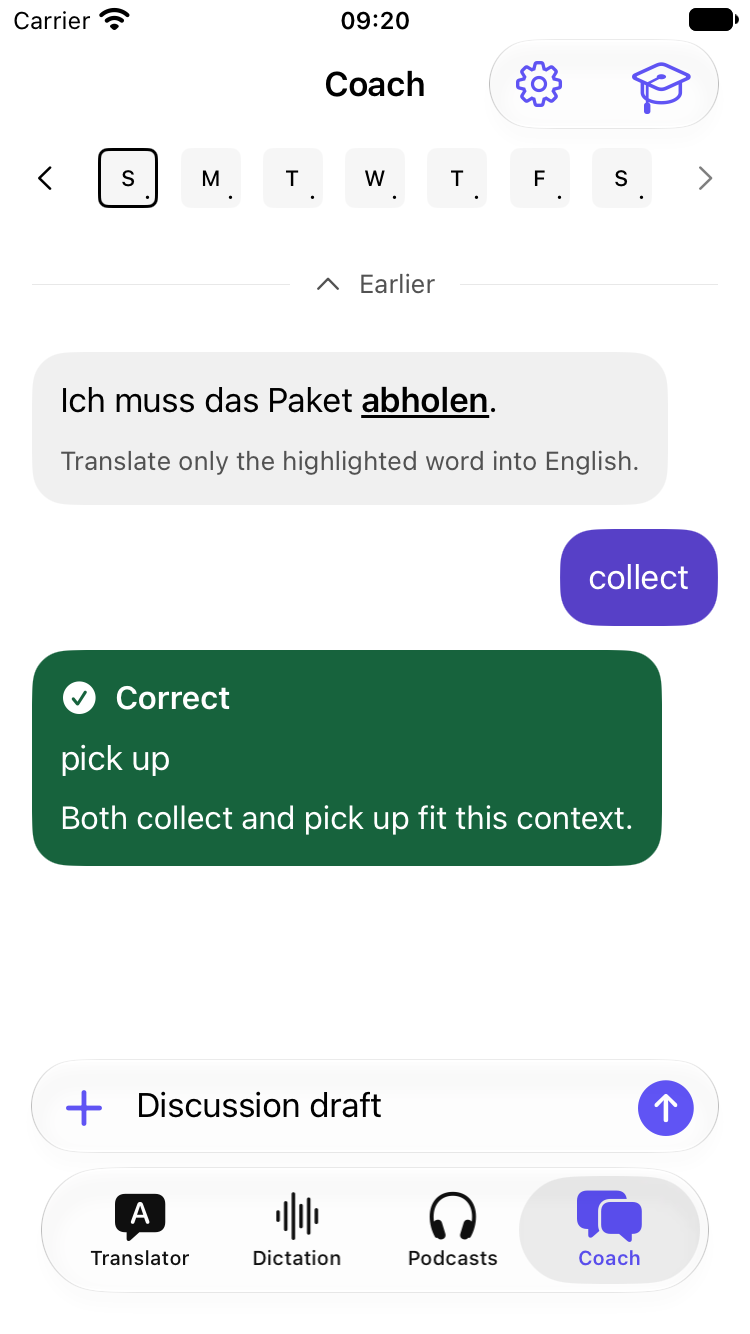 Carrier 09:20
Coach
S. M. T. W. T. F. S.
Earlier
Ich muss das Paket abholen.
Translate only the highlighted word into English.
collect
Correct
pick up
Both collect and pick up fit this context.
Discussion draft
A
Translator Dictation Podcasts Coach